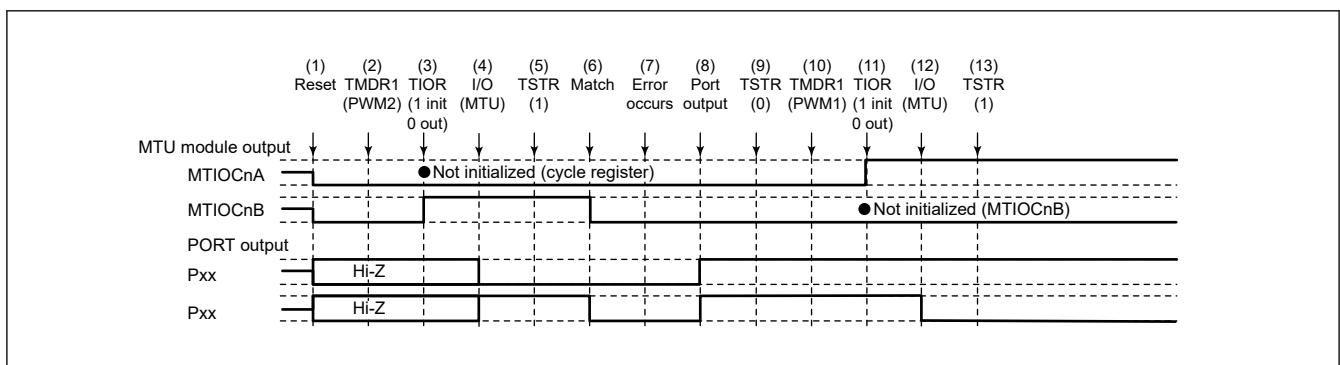 (1) (2) (3) (4) (5) (6) (7) (8) (9) (10) (11) (12) (13)
Reset TMDR1 TIOR I/O TSTR Match Error Port TSTR TMDR1 TIOR I/O TSTR
(PWM2) (1 init (MTU) (1) occurs output (0) (PWM1) (1 init (MTU) (1)
0 out) 0 out)
MTU module output
MTIOCnA
Not initialized (cycle register)
MTIOCnB
Not initialized (MTIOCnB)
PORT output
Pxx
Hi-Z
Pxx
Hi-Z